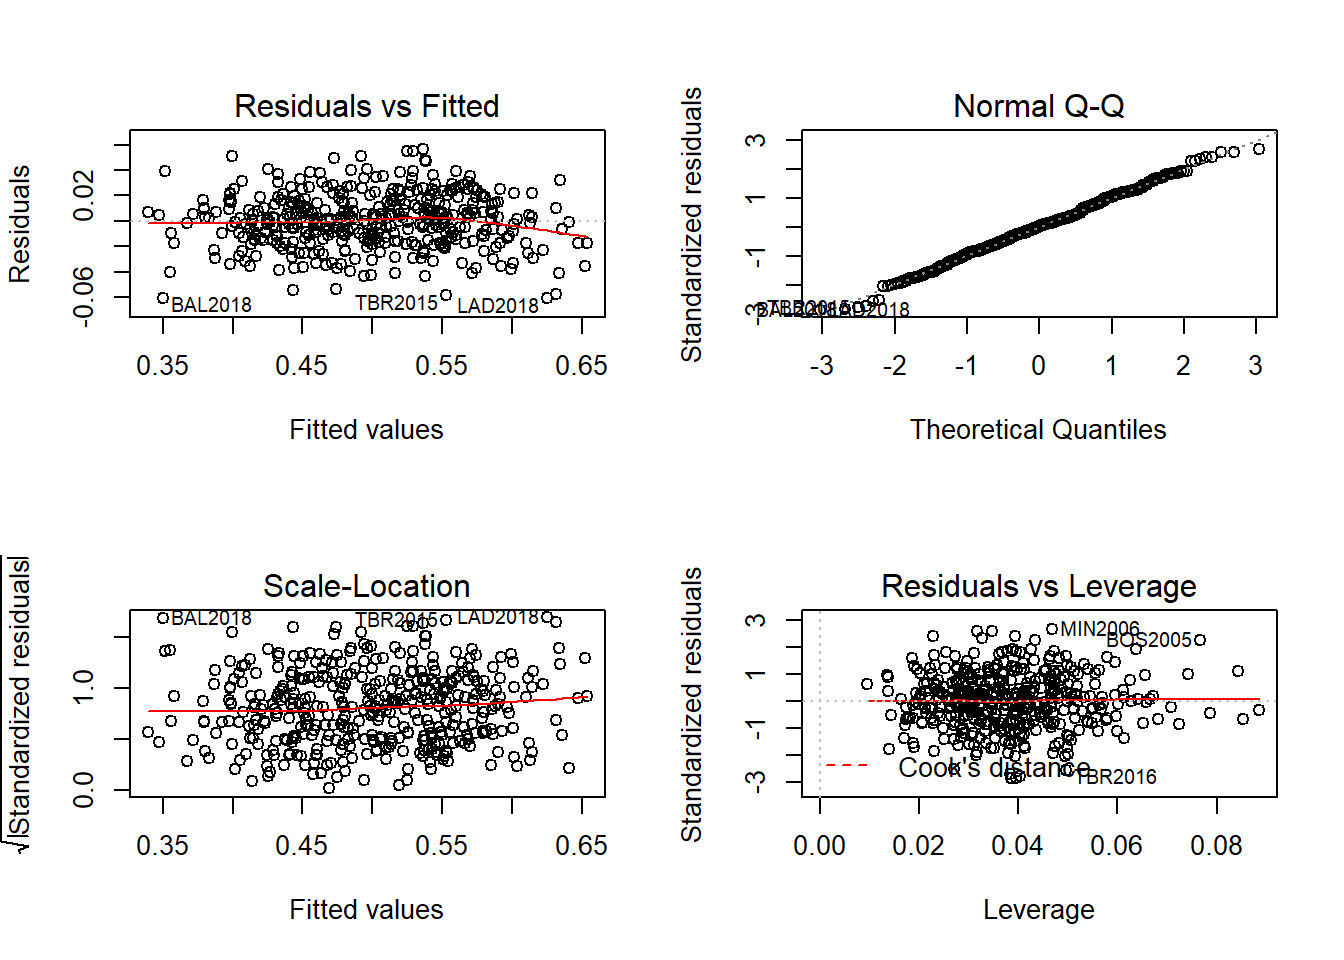 Residuals vs Fitted
Residuals
-0.06 0.02
BAL2018 TBR2015 LAD2018
0.35 0.45 0.55 0.65
Fitted values
Normal Q-Q
Standardized residuals
-3 -1 1 3
TBR2015
BAL2018 LAD2018
-3 -2 -1 0 1 2 3
Theoretical Quantiles
Scale-Location
√|Standardized residuals|
0.0 1.0
BAL2018 TBR2015 LAD2018
0.35 0.45 0.55 0.65
Fitted values
Residuals vs Leverage
Standardized residuals
-3 -1 1 3
MIN2006
BOS2005
Cook's distance
TBR2016
0.00 0.02 0.04 0.06 0.08
Leverage